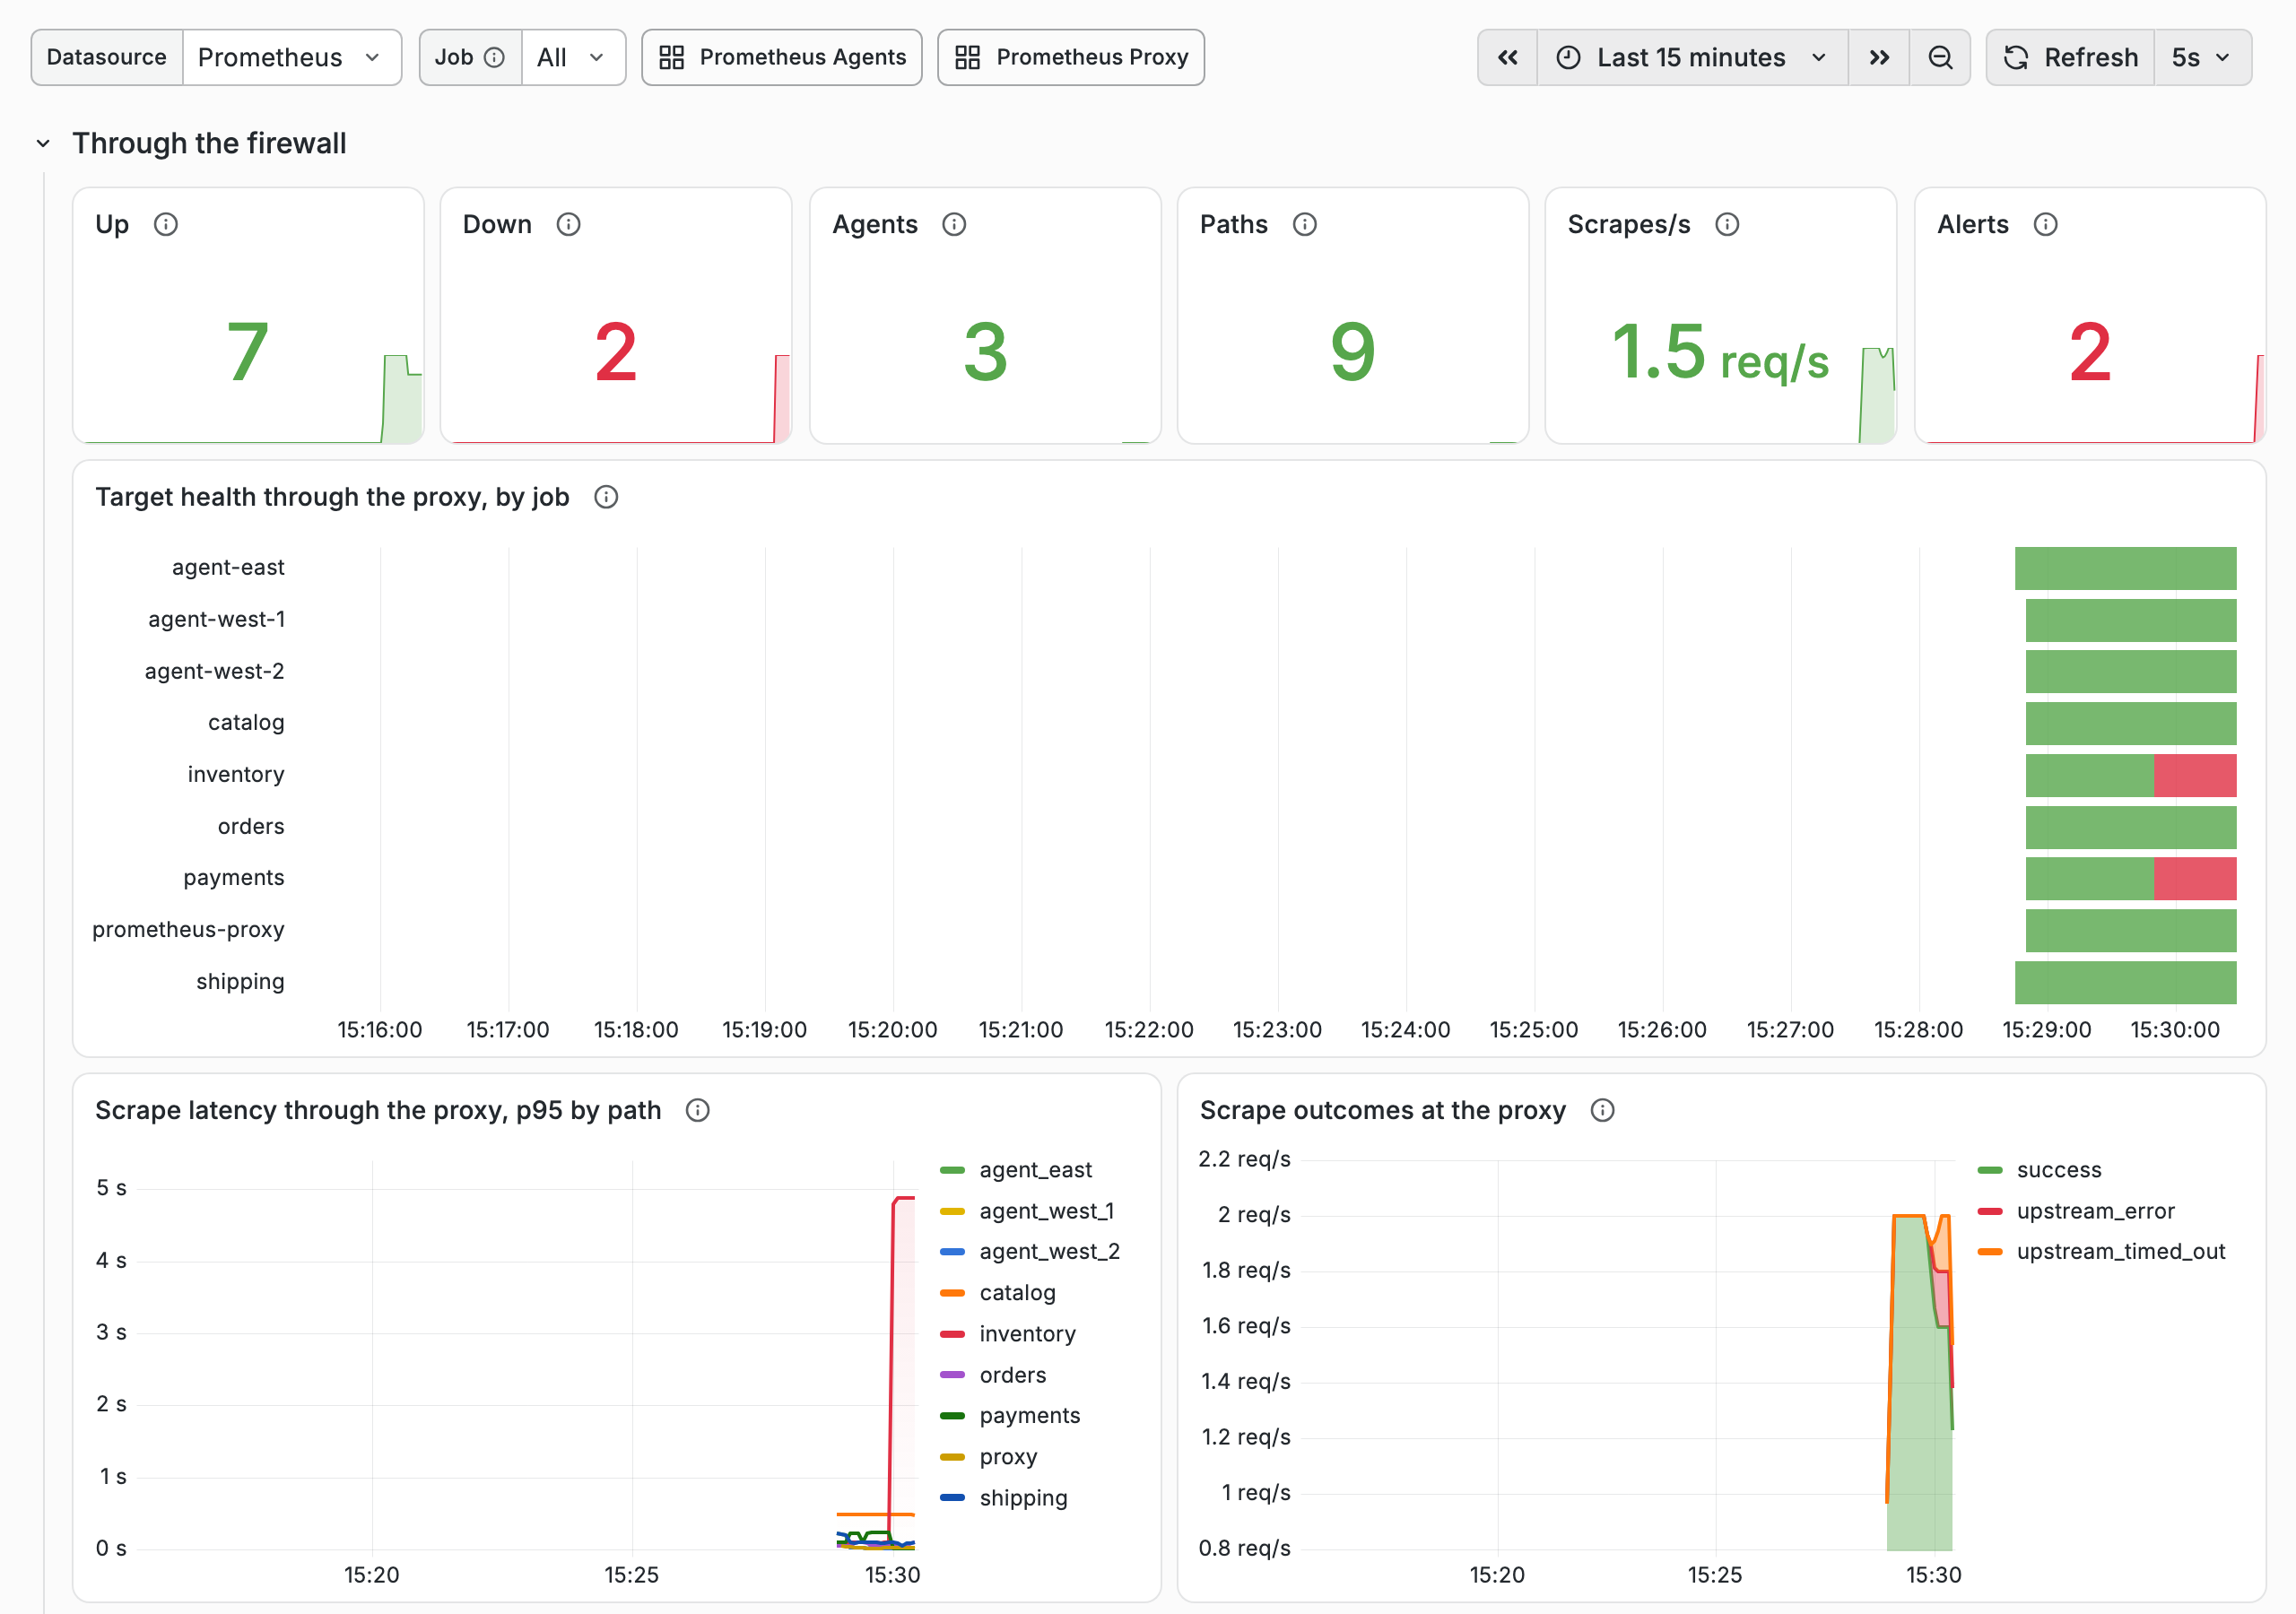 Datasource Prometheus Job All Prometheus Agents Prometheus Proxy Last 15 minutes Refresh 5s
Through the firewall
Up Down Agents Paths Scrapes/s Alerts
7 2 3 9 1.5 req/s 2
Target health through the proxy, by job
agent-east
agent-west-1
agent-west-2
catalog
inventory
orders
payments
prometheus-proxy
shipping
15:16:00 15:17:00 15:18:00 15:19:00 15:20:00 15:21:00 15:22:00 15:23:00 15:24:00 15:25:00 15:26:00 15:27:00 15:28:00 15:29:00 15:30:00
Scrape latency through the proxy, p95 by path
5 s
4 s
3 s
2 s
1 s
0 s
15:20 15:25 15:30
agent_east
agent_west_1
agent_west_2
catalog
inventory
orders
payments
proxy
shipping
Scrape outcomes at the proxy
2.2 req/s
2 req/s
1.8 req/s
1.6 req/s
1.4 req/s
1.2 req/s
1 req/s
0.8 req/s
15:20 15:25 15:30
success
upstream_error
upstream_timed_out